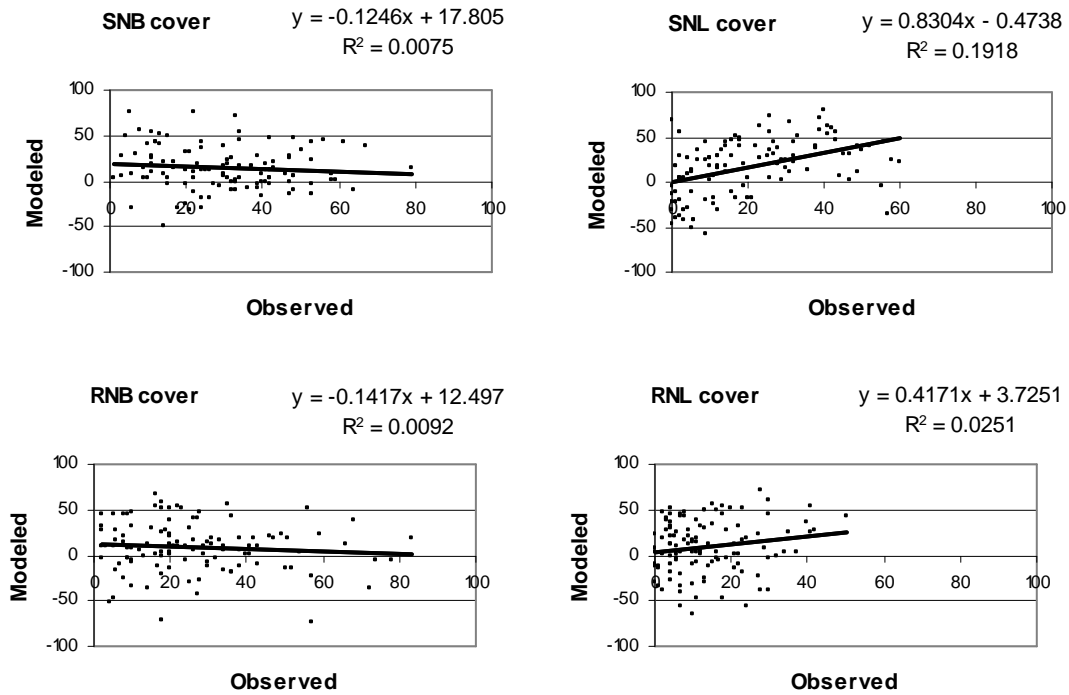 SNB cover
y = -0.1246x + 17.805
R² = 0.0075
100
50
0
-50
-100
0 20 40 60 80 100
Modeled
Observed
SNL cover
y = 0.8304x - 0.4738
R² = 0.1918
100
50
0
-50
-100
0 20 40 60 80 100
Modeled
Observed
RNB cover
y = -0.1417x + 12.497
R² = 0.0092
100
50
0
-50
-100
0 20 40 60 80 100
Modeled
Observed
RNL cover
y = 0.4171x + 3.7251
R² = 0.0251
100
50
0
-50
-100
0 20 40 60 80 100
Modeled
Observed